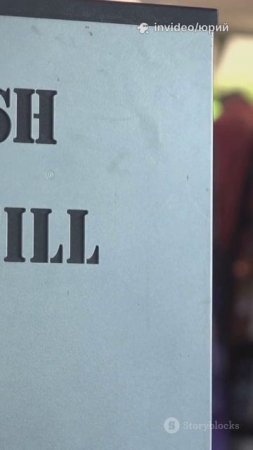 invideo/юрий
SH
ILL
Storyblocks